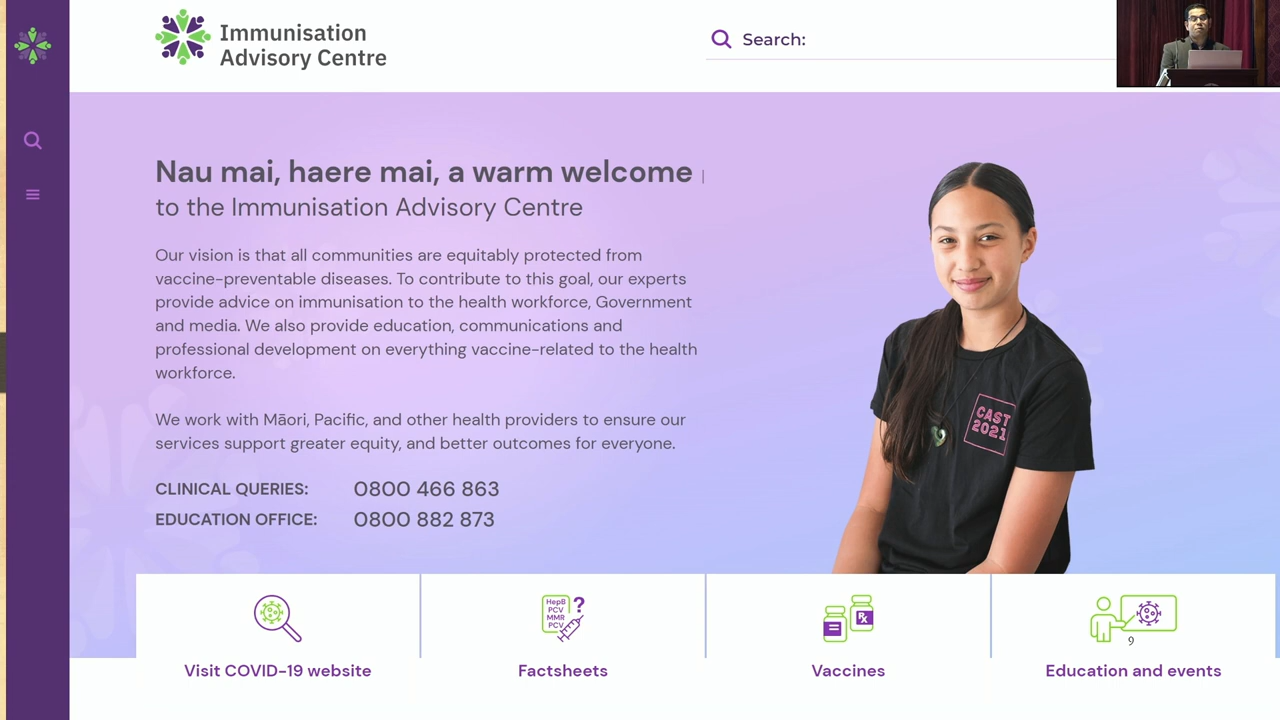 Immunisation
Advisory Centre
Search:
Nau mai, haere mai, a warm welcome
to the Immunisation Advisory Centre
Our vision is that all communities are equitably protected from
vaccine-preventable diseases. To contribute to this goal, our experts
provide advice on immunisation to the health workforce, Government
and media. We also provide education, communications and
professional development on everything vaccine-related to the health
workforce.
We work with Māori, Pacific, and other health providers to ensure our
services support greater equity, and better outcomes for everyone.
CLINICAL QUERIES: 0800 466 863
EDUCATION OFFICE: 0800 882 873
CAST
2021
HepB
PCV
MMR
PCV
?
Rx
9
Visit COVID-19 website
Factsheets
Vaccines
Education and events